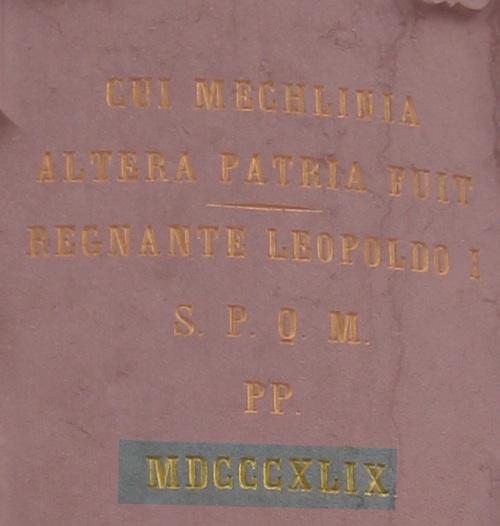 CUI MECHLINIA
ALTERA PATRIA FUIT
REGNANTE LEOPOLDO I
S. P. Q. M.
PP.
MDCCCXLIX.